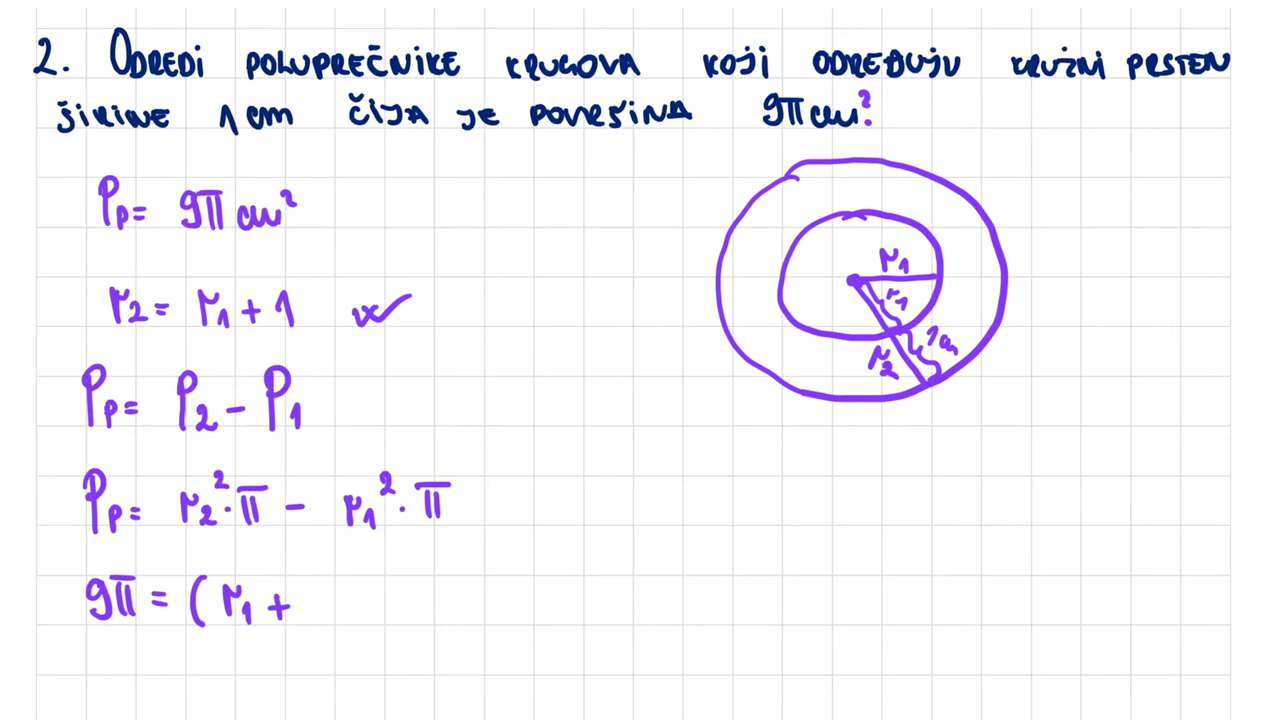 2. ODREDI POLUPREČNIKE KRUGOVA KOJI ODREĐUJU KRUŽNI PRSTEN
ŠIRINE 1cm ČIJA JE POVRŠINA 9π cm²
Pp= 9π cm²
r2= r1 + 1
Pp= P2 - P1
Pp= r2²·π - r1²·π
9π = ( r1 +
r1
r1
1cm
r2